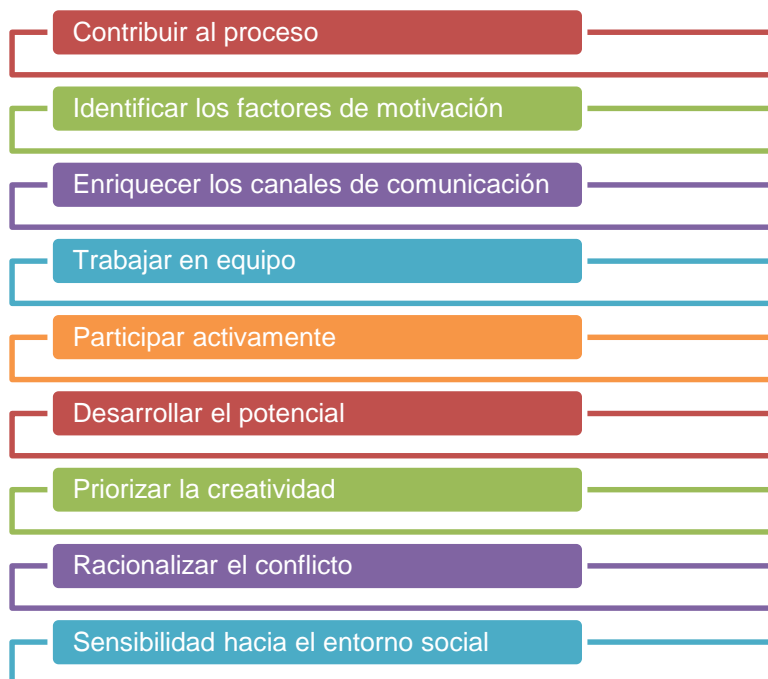 Contribuir al proceso
Identificar los factores de motivación
Enriquecer los canales de comunicación
Trabajar en equipo
Participar activamente
Desarrollar el potencial
Priorizar la creatividad
Racionalizar el conflicto
Sensibilidad hacia el entorno social